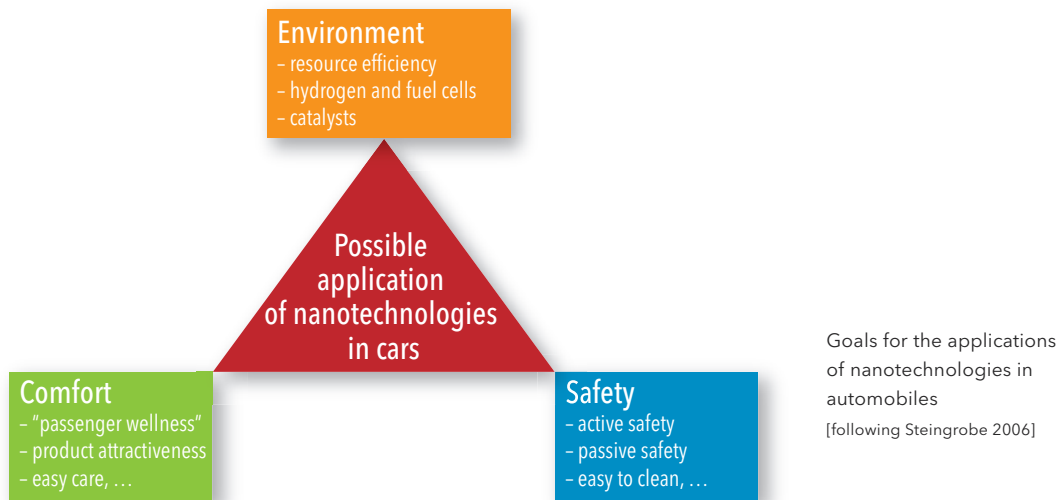 Environment
– resource efficiency
– hydrogen and fuel cells
– catalysts
Possible
application
of nanotechnologies
in cars
Comfort
– “passenger wellness”
– product attractiveness
– easy care, …
Safety
– active safety
– passive safety
– easy to clean, …
Goals for the applications
of nanotechnologies in
automobiles
[following Steingrobe 2006]